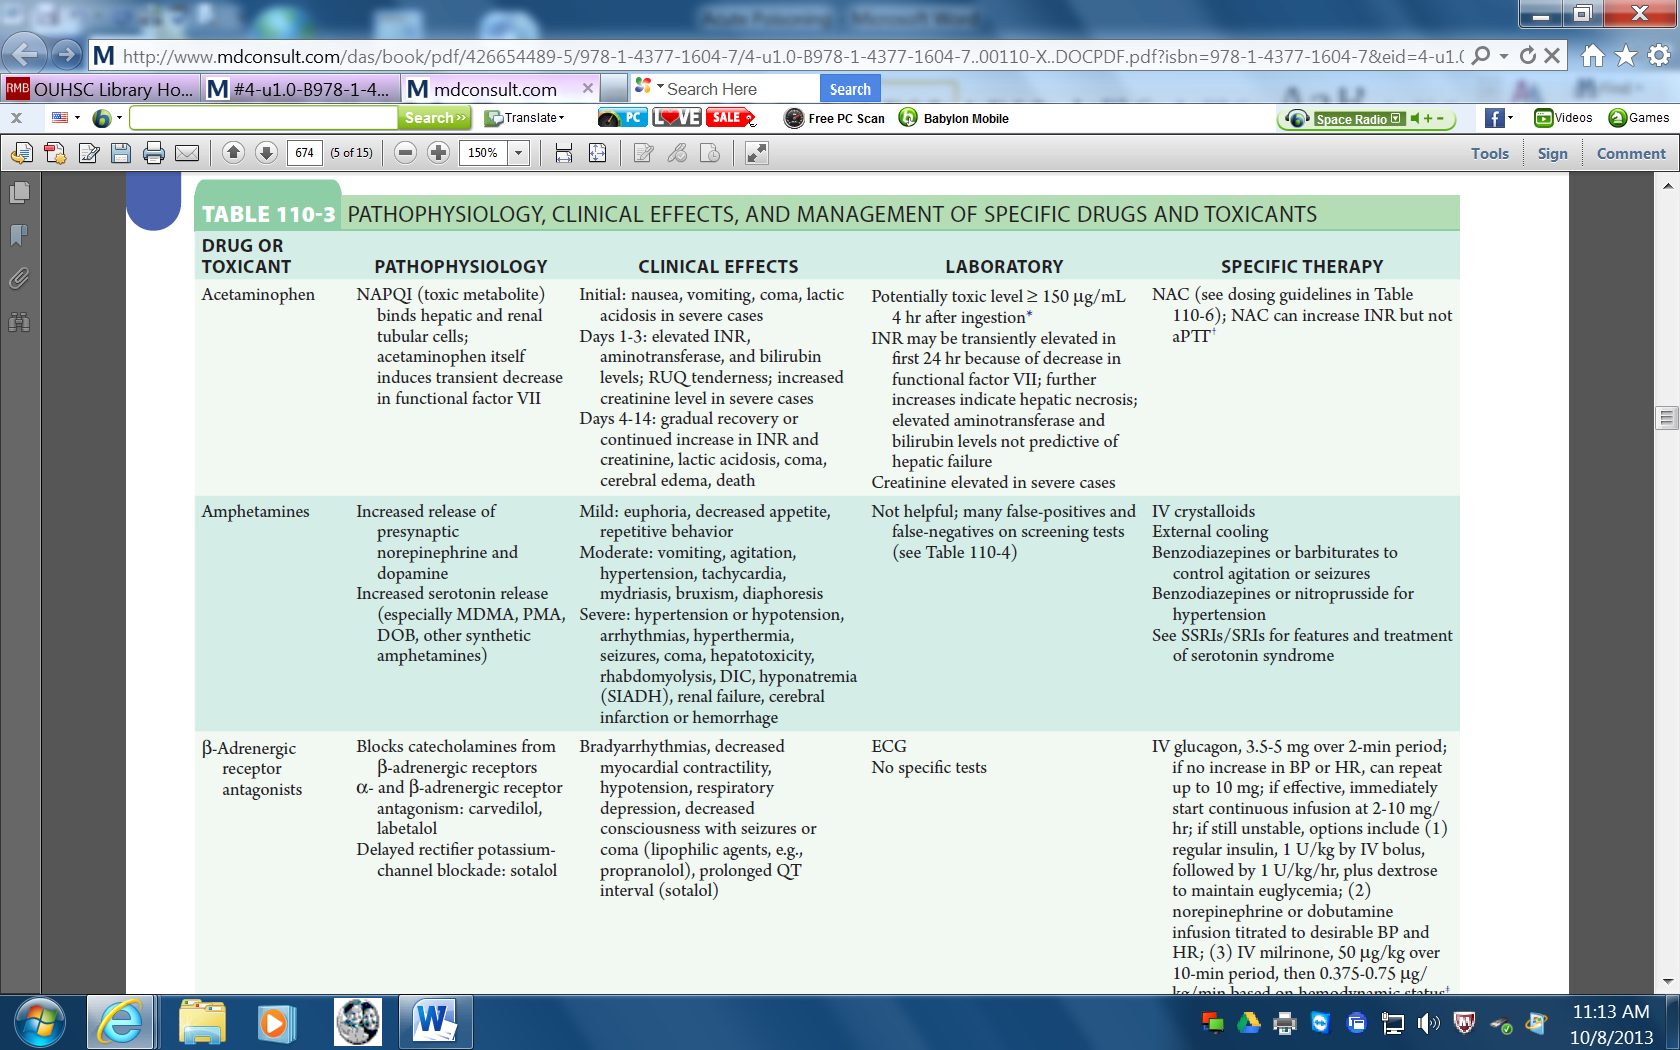 http://www.mdconsult.com/das/book/pdf/426654489-5/978-1-4377-1604-7/4-u1.0-B978-1-4377-1604-7..00110-X..DOCPDF.pdf?isbn=978-1-4377-1604-7&eid=4-u1.0
RMB OUHSC Library Ho...
M #4-u1.0-B978-1-4...
M mdconsult.com
Search Here
Search
Search
Translate
PC
LOVE
SALE
Free PC Scan
Babylon Mobile
Space Radio
Videos
Games
674
(5 of 15)
150%
Tools
Sign
Comment
TABLE 110-3 PATHOPHYSIOLOGY, CLINICAL EFFECTS, AND MANAGEMENT OF SPECIFIC DRUGS AND TOXICANTS
DRUG OR
TOXICANT
PATHOPHYSIOLOGY
CLINICAL EFFECTS
LABORATORY
SPECIFIC THERAPY
Acetaminophen
NAPQI (toxic metabolite)
binds hepatic and renal
tubular cells;
acetaminophen itself
induces transient decrease
in functional factor VII
Initial: nausea, vomiting, coma, lactic
acidosis in severe cases
Days 1-3: elevated INR,
aminotransferase, and bilirubin
levels; RUQ tenderness; increased
creatinine level in severe cases
Days 4-14: gradual recovery or
continued increase in INR and
creatinine, lactic acidosis, coma,
cerebral edema, death
Potentially toxic level ≥ 150 μg/mL
4 hr after ingestion*
INR may be transiently elevated in
first 24 hr because of decrease in
functional factor VII; further
increases indicate hepatic necrosis;
elevated aminotransferase and
bilirubin levels not predictive of
hepatic failure
Creatinine elevated in severe cases
NAC (see dosing guidelines in Table
110-6); NAC can increase INR but not
aPTT†
Amphetamines
Increased release of
presynaptic
norepinephrine and
dopamine
Increased serotonin release
(especially MDMA, PMA,
DOB, other synthetic
amphetamines)
Mild: euphoria, decreased appetite,
repetitive behavior
Moderate: vomiting, agitation,
hypertension, tachycardia,
mydriasis, bruxism, diaphoresis
Severe: hypertension or hypotension,
arrhythmias, hyperthermia,
seizures, coma, hepatotoxicity,
rhabdomyolysis, DIC, hyponatremia
(SIADH), renal failure, cerebral
infarction or hemorrhage
Not helpful; many false-positives and
false-negatives on screening tests
(see Table 110-4)
IV crystalloids
External cooling
Benzodiazepines or barbiturates to
control agitation or seizures
Benzodiazepines or nitroprusside for
hypertension
See SSRIs/SRIs for features and treatment
of serotonin syndrome
β-Adrenergic
receptor
antagonists
Blocks catecholamines from
β-adrenergic receptors
α- and β-adrenergic receptor
antagonism: carvedilol,
labetalol
Delayed rectifier potassium-
channel blockade: sotalol
Bradyarrhythmias, decreased
myocardial contractility,
hypotension, respiratory
depression, decreased
consciousness with seizures or
coma (lipophilic agents, e.g.,
propranolol), prolonged QT
interval (sotalol)
ECG
No specific tests
IV glucagon, 3.5-5 mg over 2-min period;
if no increase in BP or HR, can repeat
up to 10 mg; if effective, immediately
start continuous infusion at 2-10 mg/
hr; if still unstable, options include (1)
regular insulin, 1 U/kg by IV bolus,
followed by 1 U/kg/hr, plus dextrose
to maintain euglycemia; (2)
norepinephrine or dobutamine
infusion titrated to desirable BP and
HR; (3) IV milrinone, 50 μg/kg over
10-min period, then 0.375-0.75 μg/
kg/min based on hemodynamic status†
11:13 AM
10/8/2013